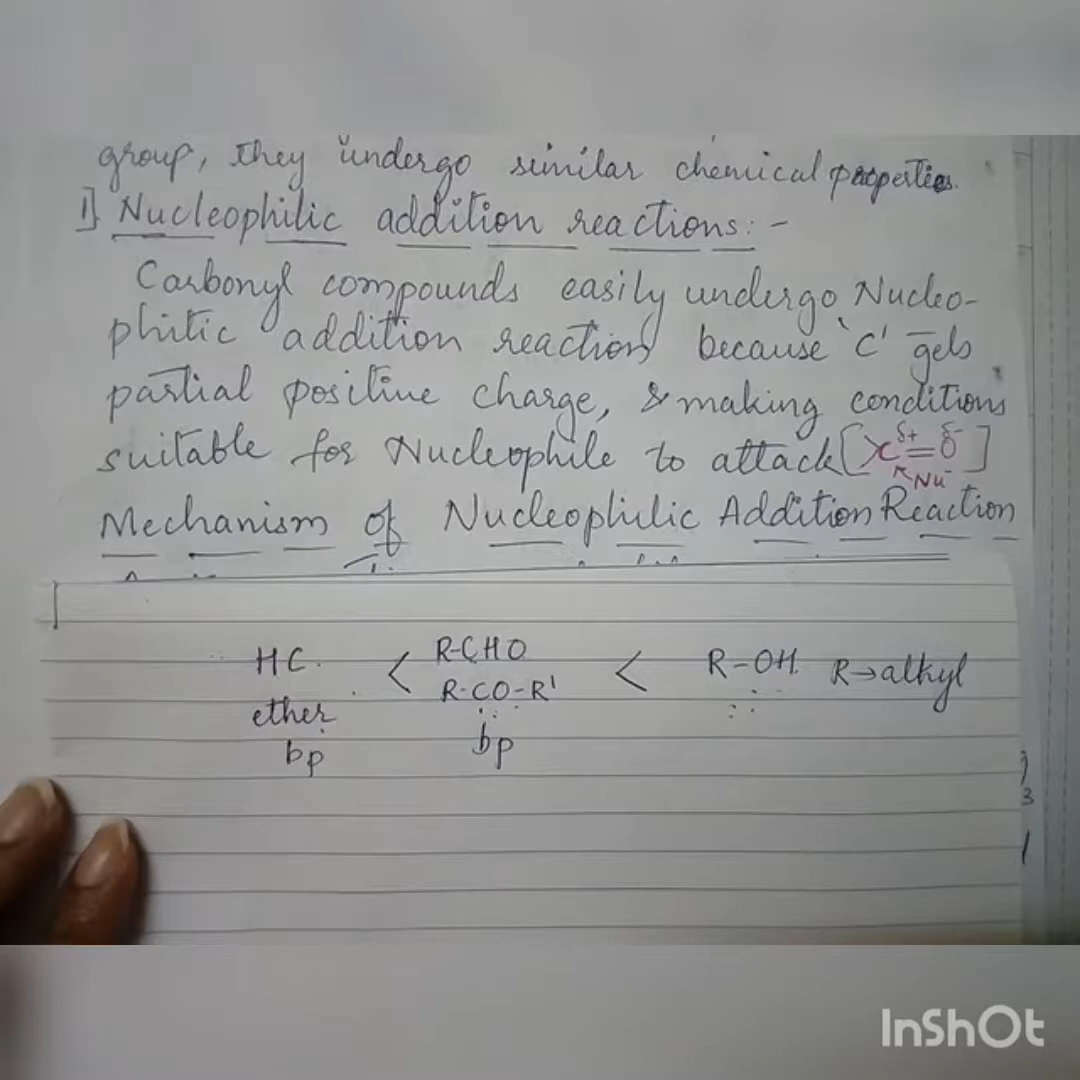 group, they undergo similar chemical properties.
1] Nucleophilic addition reactions:-
Carbonyl compounds easily undergo Nucleo-
philic addition reaction because 'C' gets
partial positive charge, & making conditions
suitable for Nucleophile to attack [>C^δ+=O^δ-]
↖Nu⁻
Mechanism of Nucleophilic Addition Reaction
HC. < R-CHO < R-OH. R→alkyl
ether R-CO-R'
bp bp
InShOt